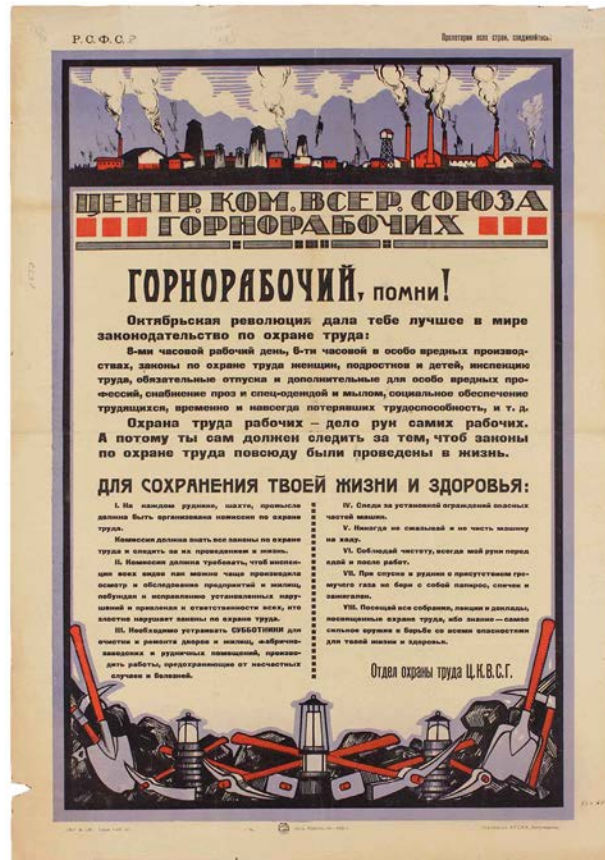 Р.С.Ф.С.Р.
Пролетарии всех стран, соединяйтесь!
ЦЕНТР. КОМ. ВСЕР. СОЮЗА
ГОРНОРАБОЧИХ
ГОРНОРАБОЧИЙ, ПОМНИ!
Октябрьская революция дала тебе лучшее в мире
законодательство по охране труда:
8-ми часовой рабочий день, 6-ти часовой в особо вредных производ-
ствах, законы по охране труда женщин, подростков и детей, инспекцию
труда, обязательные отпуска и дополнительные для особо вредных про-
фессий, снабжение проз и спец-одеждой и мылом, социальное обеспечение
трудящихся, временно и навсегда потерявших трудоспособность, и т. д.
Охрана труда рабочих — дело рук самих рабочих.
А потому ты сам должен следить за тем, чтоб законы
по охране труда повсюду были проведены в жизнь.
ДЛЯ СОХРАНЕНИЯ ТВОЕЙ ЖИЗНИ И ЗДОРОВЬЯ:
I. На каждом руднике, шахте, промысле
должна быть организована комиссия по охране
труда.
Комиссия должна знать все законы по охране
труда и следить за их проведением в жизнь.
II. Комиссия должна требовать, чтоб инспек-
ция всех видов как можно чаще производила
осмотр и обследование предприятий и жилищ,
побуждая к исправлению установленных нару-
шений и привлекая к ответственности всех, кто
злостно нарушает законы по охране труда.
III. Необходимо устраивать СУББОТНИКИ для
очистки и ремонта дворов и жилищ, фабрично-
заводских и рудничных помещений, производ-
дить работы, предохраняющие от несчастных
случаев и болезней.
IV. Следи за установкой ограждений опасных
частей машин.
V. Никогда не смазывай и не чисть машину
на ходу.
VI. Соблюдай чистоту, всегда мой руки перед
едой и после работ.
VII. При спуске в рудник в присутствии гре-
мучего газа не бери с собой папирос, спичек и
зажигалок.
VIII. Посещай все собрания, лекции и доклады,
посвященные охране труда, ибо знание—самое
сильное оружие в борьбе со всеми опасностями
для твоей жизни и здоровья.
Отдел охраны труда Ц.К.В.С.Г.